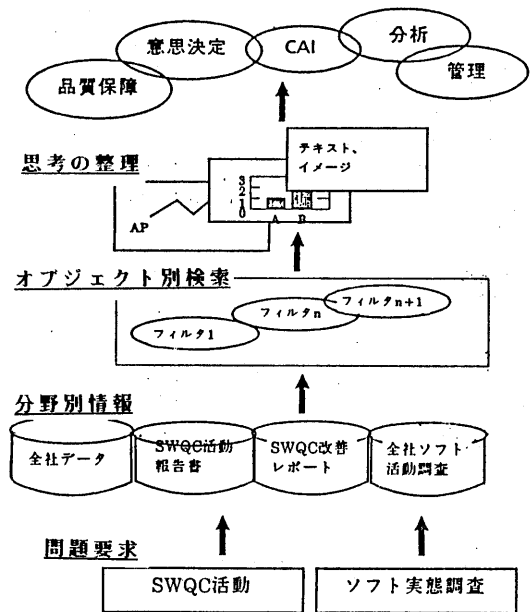 意思決定
CAI
分析
品質保障
管理
思考の整理
テキスト、
イメージ
3
2
1
0
A B
AP
オブジェクト別検索
フィルタn+1
フィルタn
フィルタ1
分野別情報
全社データ
SWQC活動
報告書
SWQC改善
レポート
全社ソフト
活動調査
問題要求
SWQC活動
ソフト実態調査